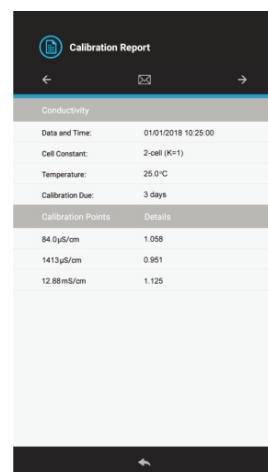 Calibration Report
Conductivity
Data and Time: 01/01/2018 10:25:00
Cell Constant: 2-cell (K=1)
Temperature: 25.0°C
Calibration Due: 3 days
Calibration Points Details
84.0µS/cm 1.058
1413µS/cm 0.951
12.88mS/cm 1.125